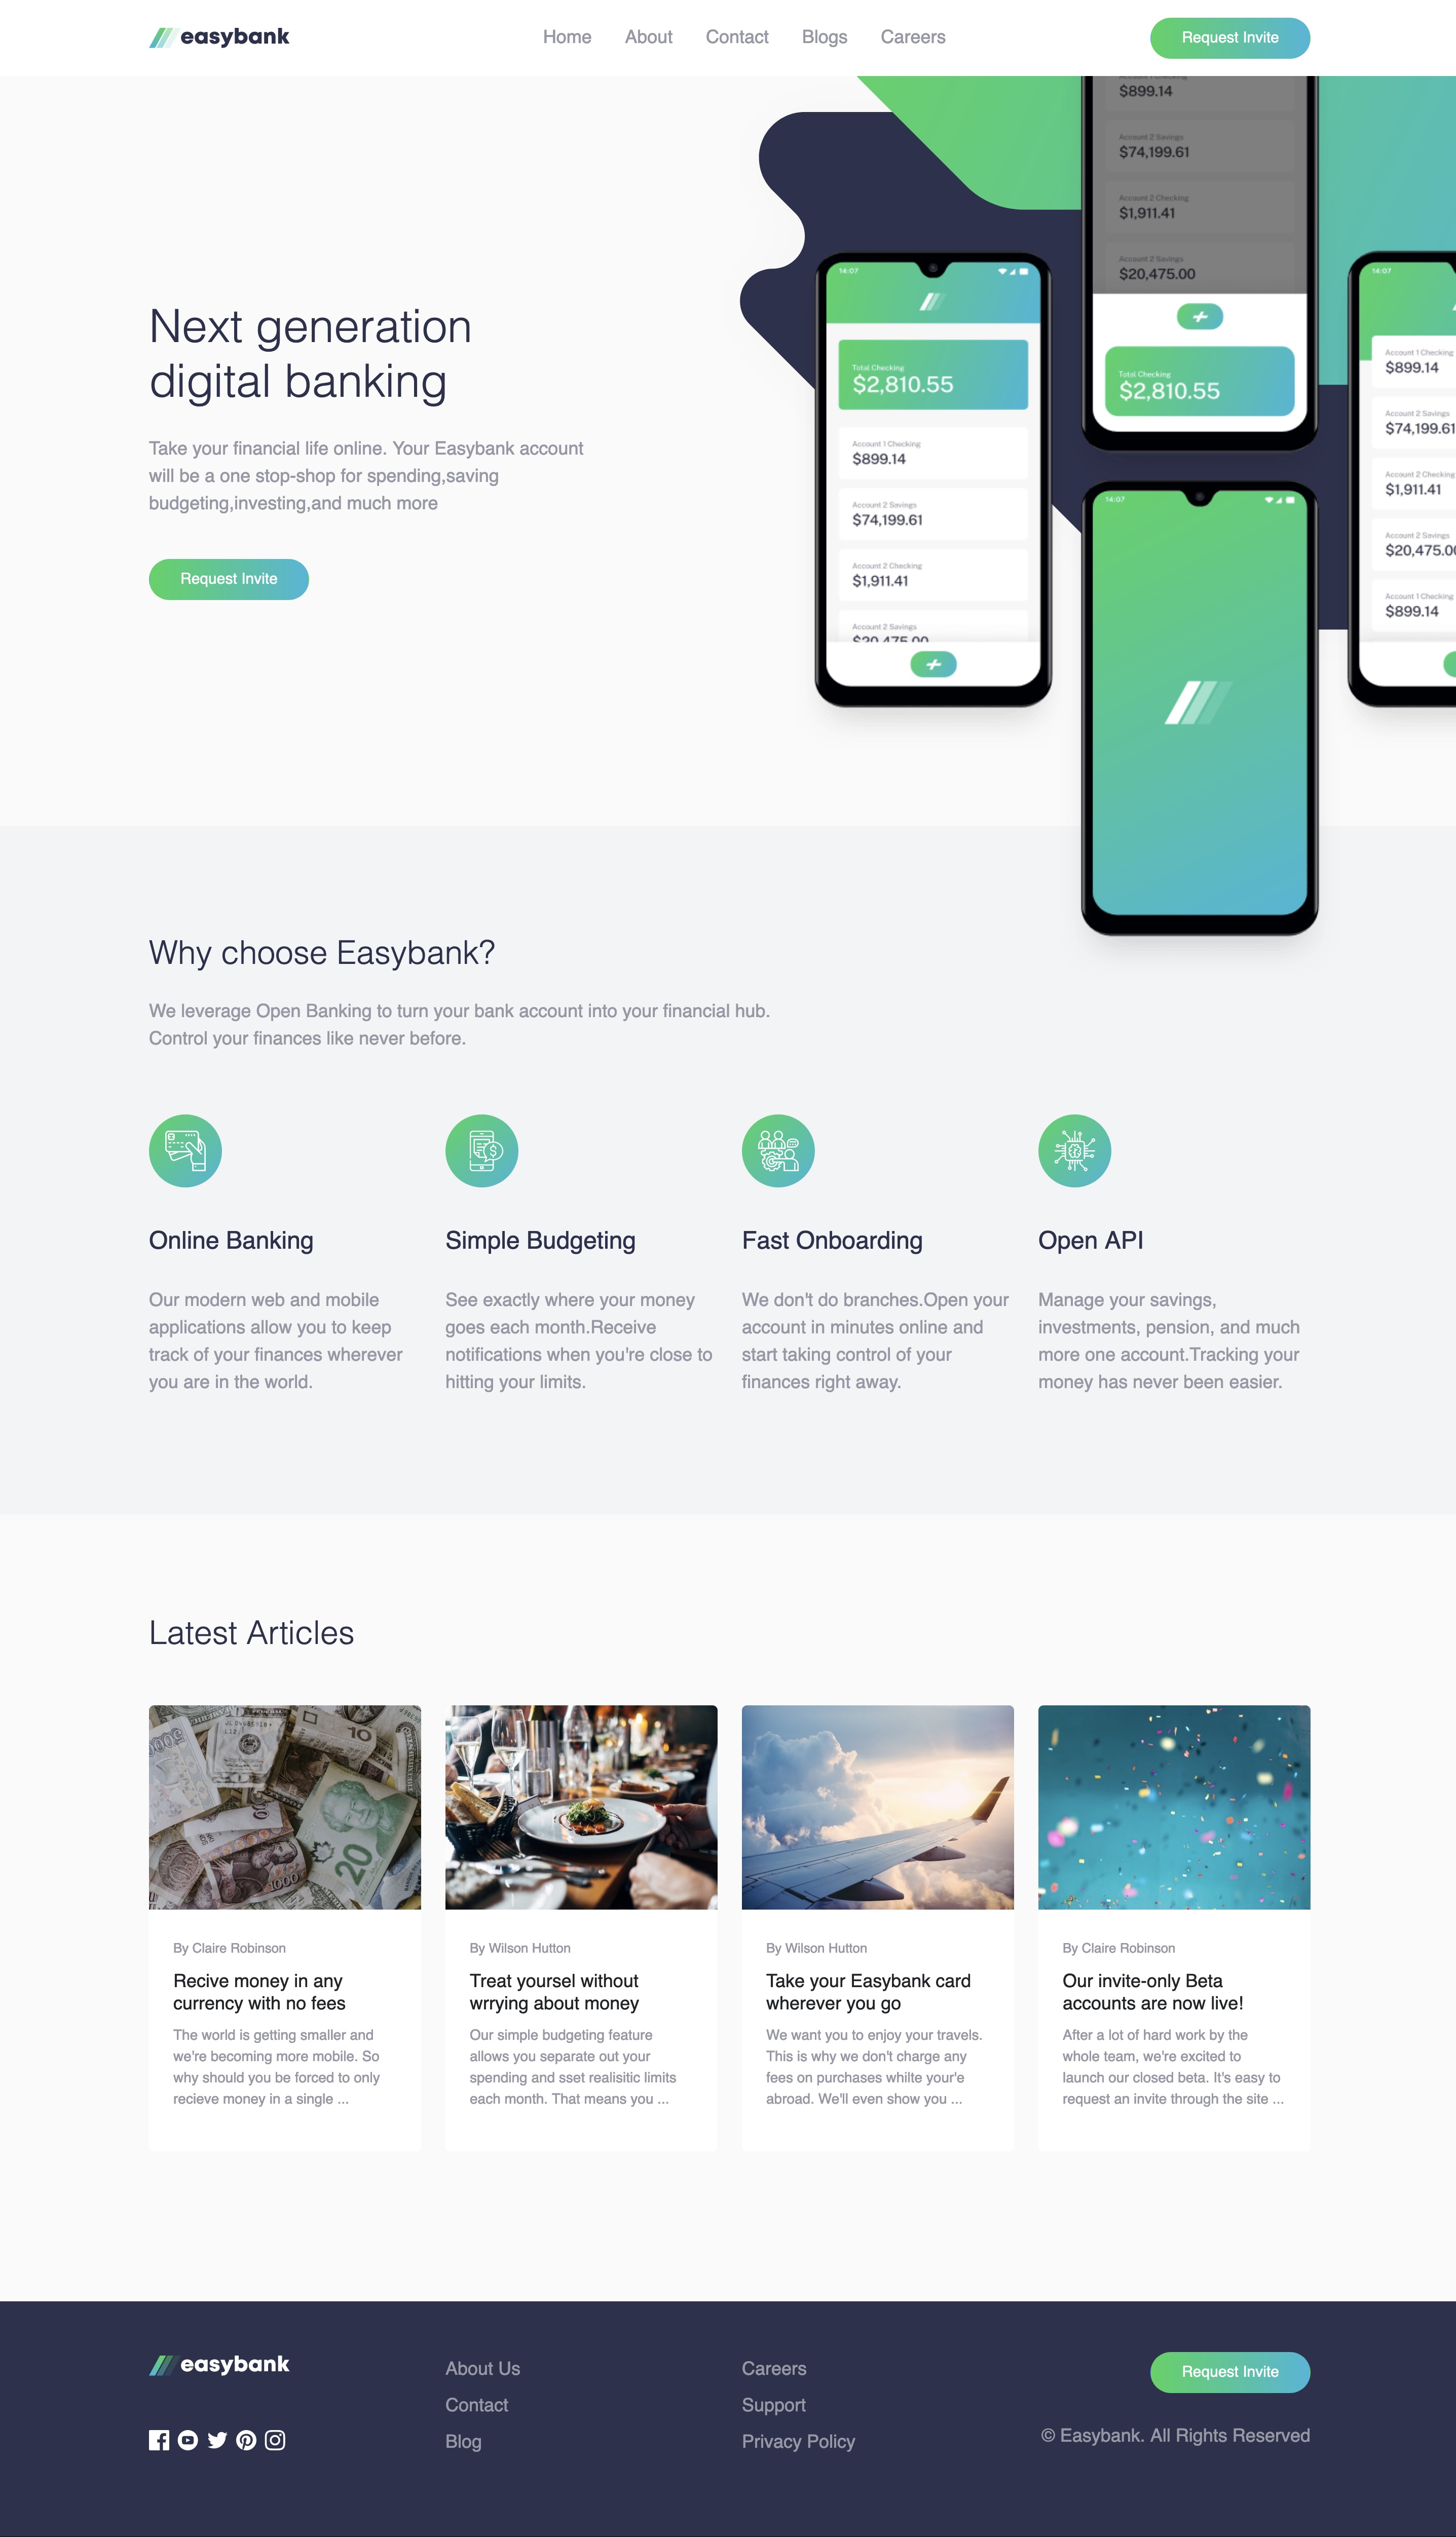 easybank
Home About Contact Blogs Careers
Request Invite
Next generation
digital banking
Take your financial life online. Your Easybank account
will be a one stop-shop for spending,saving
budgeting,investing,and much more
Request Invite
14:07
Total Checking
$2,810.55
Account 1 Checking
$899.14
Account 2 Savings
$74,199.61
Account 2 Checking
$1,911.41
Account 2 Savings
$20,475.00
$899.14
Account 2 Savings
$74,199.61
Account 2 Checking
$1,911.41
Account 2 Savings
$20,475.00
Total Checking
$2,810.55
14:07
14:07
Account 1 Checking
$899.14
Account 2 Savings
$74,199.61
Account 2 Checking
$1,911.41
Account 2 Savings
$20,475.00
Account 1 Checking
$899.14
Why choose Easybank?
We leverage Open Banking to turn your bank account into your financial hub.
Control your finances like never before.
Online Banking
Our modern web and mobile
applications allow you to keep
track of your finances wherever
you are in the world.
Simple Budgeting
See exactly where your money
goes each month.Receive
notifications when you're close to
hitting your limits.
Fast Onboarding
We don't do branches.Open your
account in minutes online and
start taking control of your
finances right away.
Open API
Manage your savings,
investments, pension, and much
more one account.Tracking your
money has never been easier.
Latest Articles
10
20
1000
By Claire Robinson
Recive money in any
currency with no fees
The world is getting smaller and
we're becoming more mobile. So
why should you be forced to only
recieve money in a single ...
By Wilson Hutton
Treat yoursel without
wrrying about money
Our simple budgeting feature
allows you separate out your
spending and sset realisitic limits
each month. That means you ...
By Wilson Hutton
Take your Easybank card
wherever you go
We want you to enjoy your travels.
This is why we don't charge any
fees on purchases whilte your'e
abroad. We'll even show you ...
By Claire Robinson
Our invite-only Beta
accounts are now live!
After a lot of hard work by the
whole team, we're excited to
launch our closed beta. It's easy to
request an invite through the site ...
easybank
About Us
Contact
Blog
Careers
Support
Privacy Policy
Request Invite
© Easybank. All Rights Reserved